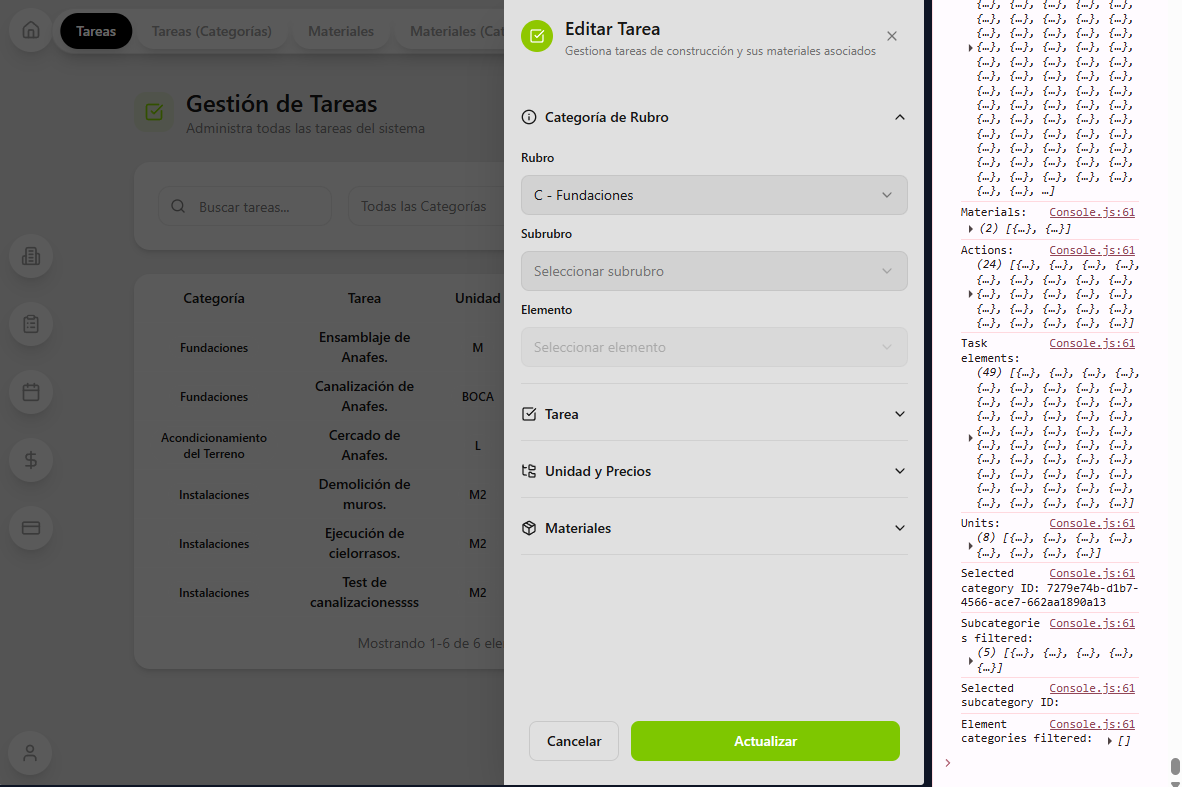 Tareas
Tareas (Categorías)
Materiales
Materiales (Cat
Gestión de Tareas
Administra todas las tareas del sistema
Buscar tareas...
Todas las Categorías
Categoría Tarea Unidad
Fundaciones Ensamblaje de Anafes. M
Fundaciones Canalización de Anafes. BOCA
Acondicionamiento del Terreno Cercado de Anafes. L
Instalaciones Demolición de muros. M2
Instalaciones Ejecución de cielorrasos. M2
Instalaciones Test de canalizacionessss M2
Mostrando 1-6 de 6 ele
Editar Tarea
Gestiona tareas de construcción y sus materiales asociados
Categoría de Rubro
Rubro
C - Fundaciones
Subrubro
Seleccionar subrubro
Elemento
Seleccionar elemento
Tarea
Unidad y Precios
Materiales
Cancelar
Actualizar
{…}, {…}, {…}, {…},
{…}, {…}, {…}, {…},
{…}, {…}, {…}, {…},
{…}, {…}, {…}, {…},
{…}, {…}, {…}, {…},
{…}, {…}, {…}, {…},
{…}, {…}, {…}, {…},
{…}, {…}, {…}, {…},
{…}, {…}, {…}, {…},
{…}, {…}, {…}, {…},
{…}, {…}, {…}, {…},
{…}, {…}, {…}, {…},
{…}, {…}, {…}, {…},
{…}, {…}, …]
Materials: Console.js:61
(2) [{…}, {…}]
Actions: Console.js:61
(24) [{…}, {…}, {…}, {…},
{…}, {…}, {…}, {…},
{…}, {…}, {…}, {…},
{…}, {…}, {…}, {…},
{…}, {…}, {…}, {…}]
Task Console.js:61
elements:
(49) [{…}, {…}, {…}, {…},
{…}, {…}, {…}, {…},
{…}, {…}, {…}, {…},
{…}, {…}, {…}, {…},
{…}, {…}, {…}, {…},
{…}, {…}, {…}, {…},
{…}, {…}, {…}, {…},
{…}, {…}, {…}, {…},
{…}, {…}, {…}, {…},
{…}, {…}, {…}, {…}]
Units: Console.js:61
(8) [{…}, {…}, {…}, {…},
{…}, {…}, {…}, {…}]
Selected Console.js:61
category ID: 7279e74b-d1b7-
4566-ace7-662aa1890a13
Subcategorie Console.js:61
s filtered:
(5) [{…}, {…}, {…}, {…},
{…}]
Selected Console.js:61
subcategory ID:
Element Console.js:61
categories filtered: []